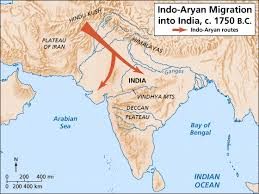 Indo-Aryan Migration
into India, c. 1750 B.C.
Indo-Aryan routes
HINDU KUSH
PLATEAU
OF IRAN
HIMALAYAS
Ganges
INDIA
VINDHYA MTS.
DECCAN
PLATEAU
Arabian
Sea
Bay of
Bengal
INDIAN
OCEAN
N
0 200 400 mi
0 200 400 km